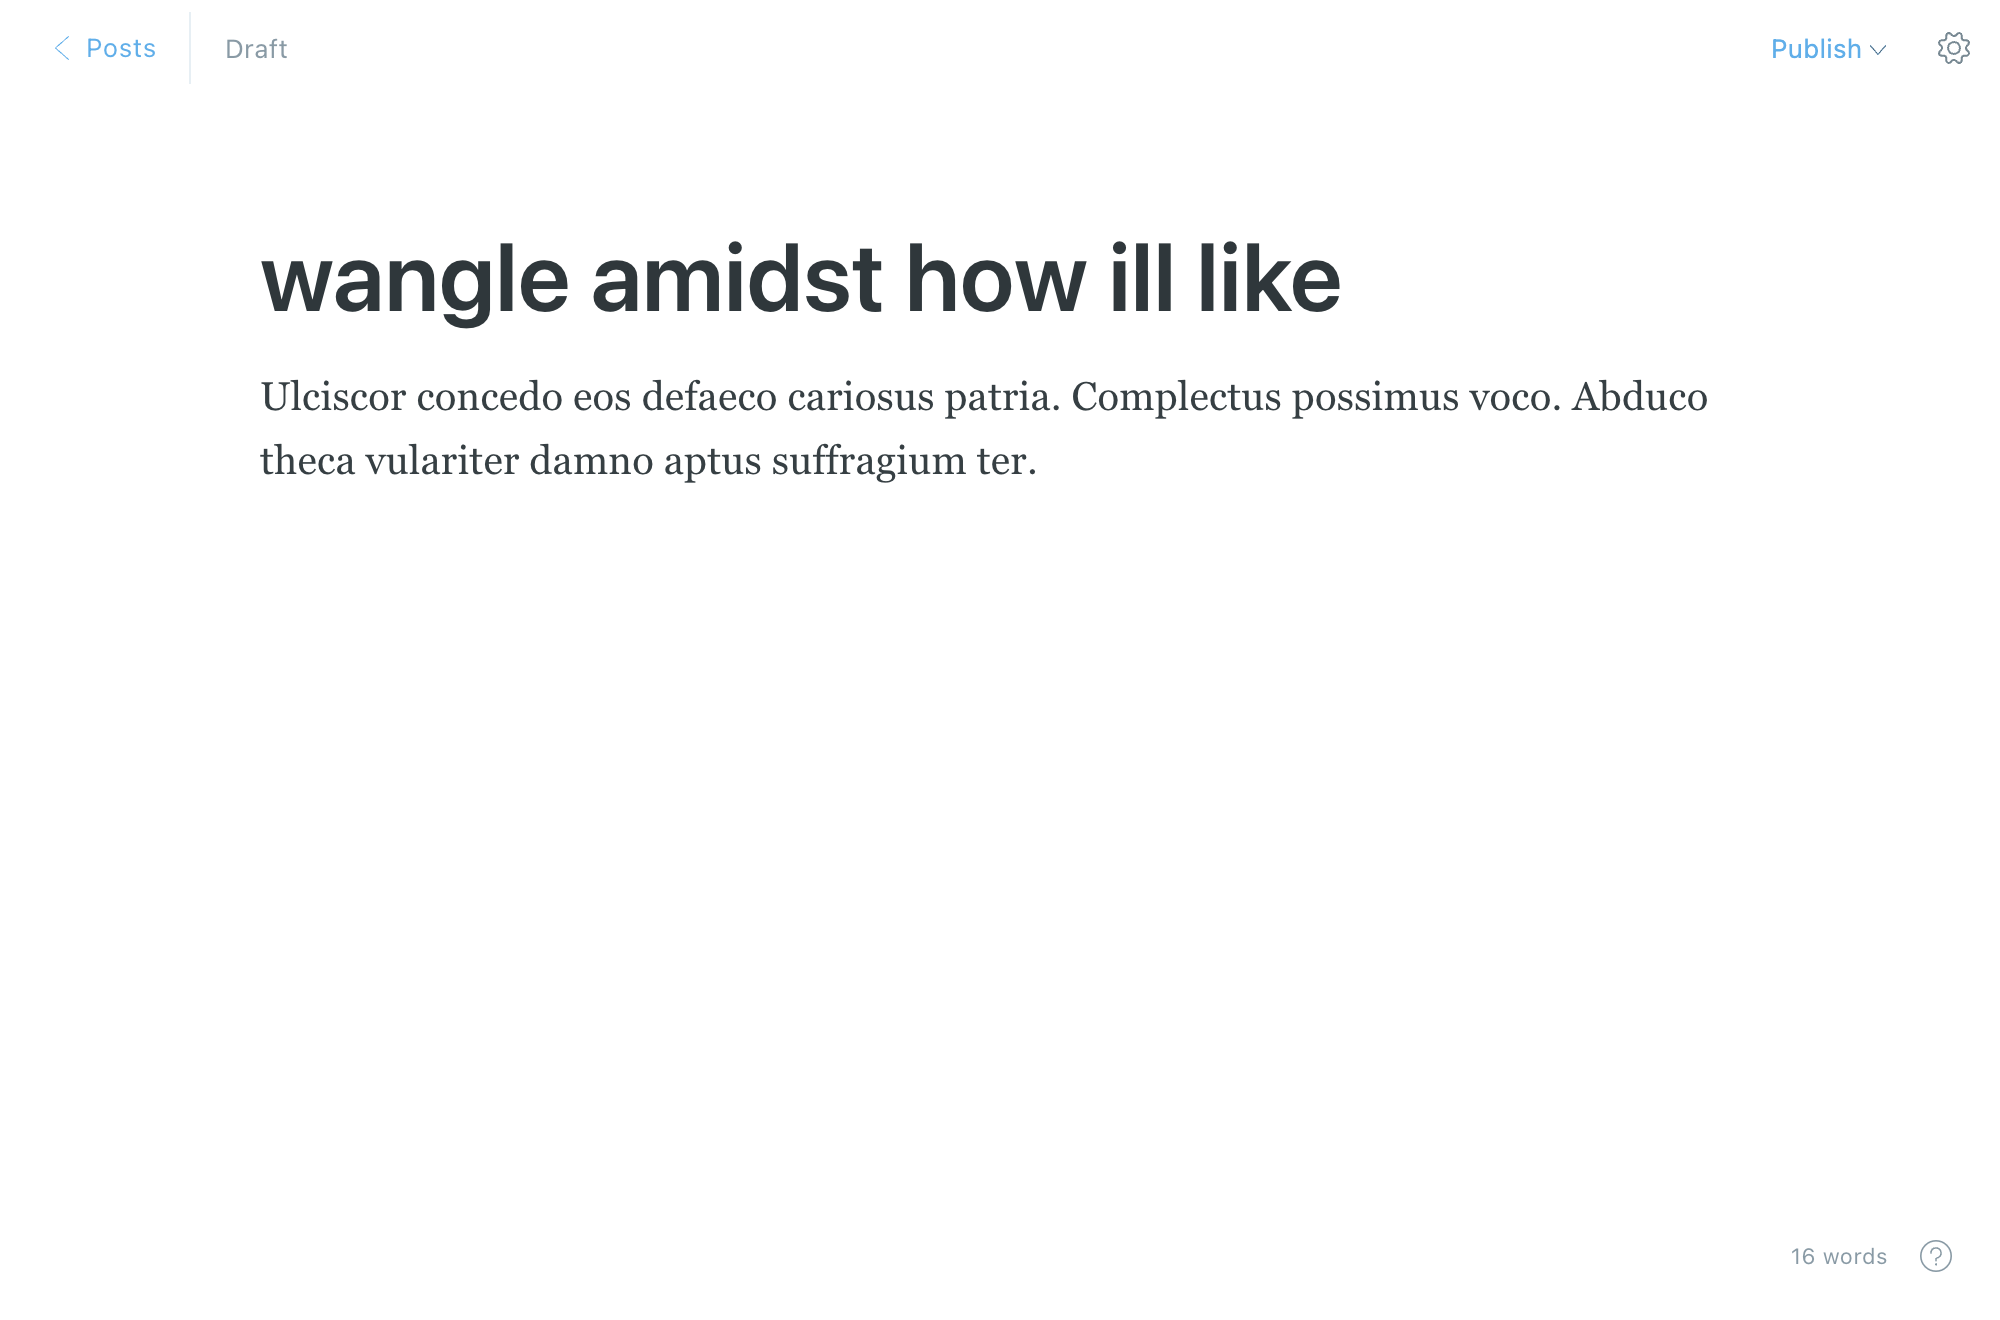 Posts
Draft
Publish
wangle amidst how ill like
Ulciscor concedo eos defaeco cariosus patria. Complectus possimus voco. Abduco
theca vulariter damno aptus suffragium ter.
16 words
?